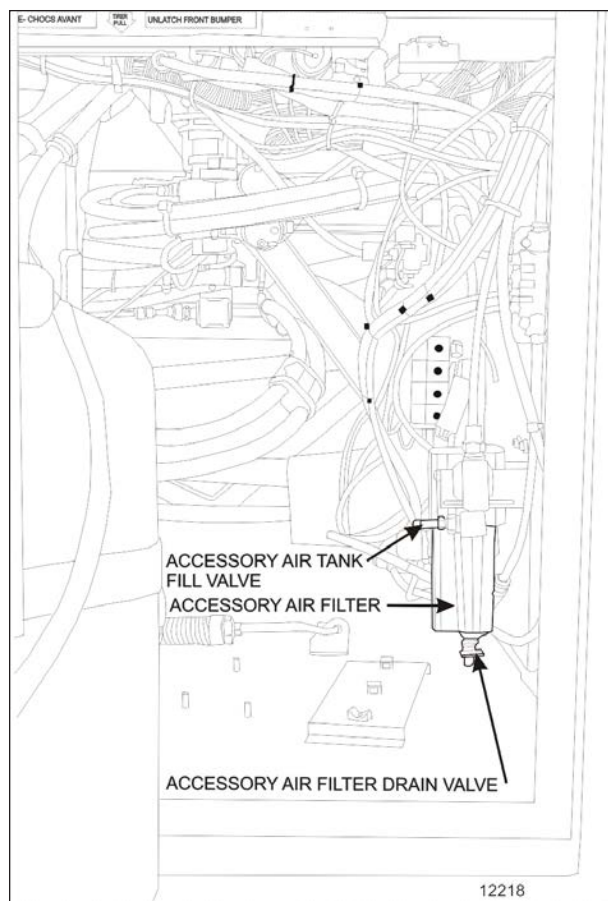 E- CHOCS AVANT
TIRER
PULL
UNLATCH FRONT BUMPER
ACCESSORY AIR TANK
FILL VALVE
ACCESSORY AIR FILTER
ACCESSORY AIR FILTER DRAIN VALVE
12218